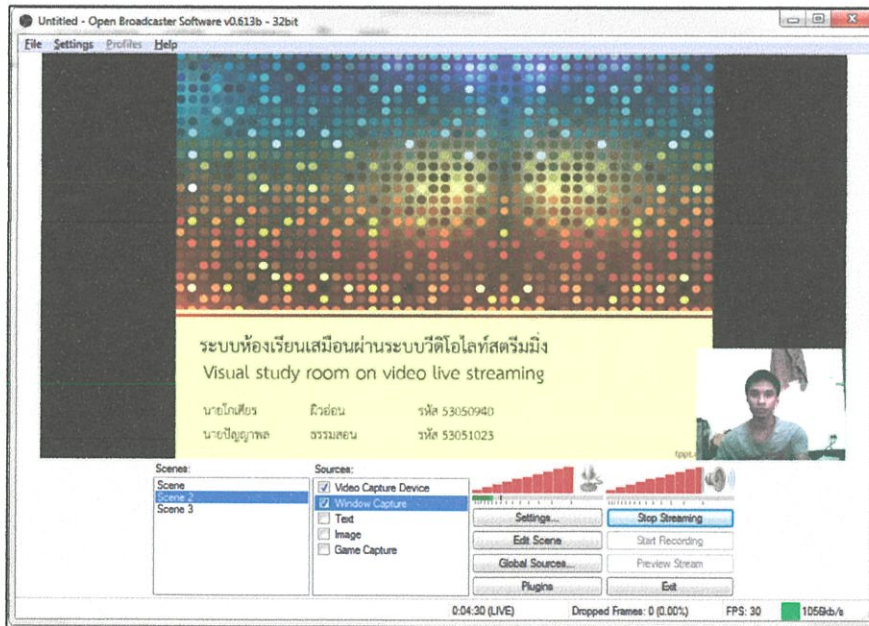 Untitled - Open Broadcaster Software v0.613b - 32bit
File Settings Profiles Help
ระบบห้องเรียนเสมือนผ่านระบบวีดิโอไลท์สตรีมมิ่ง
Visual study room on video live streaming
นายโกเศียร ผิวอ่อน รหัส 53050940
นายปัญญาพล ธรรมสอน รหัส 53051023
Scenes:
Scene
Scene 2
Scene 3
Sources:
Video Capture Device
Window Capture
Text
Image
Game Capture
Settings... Stop Streaming
Edit Scene Start Recording
Global Sources... Preview Stream
Plugins Exit
0:04:30 (LIVE) Dropped Frames: 0 (0.00%) FPS: 30 1056kb/s